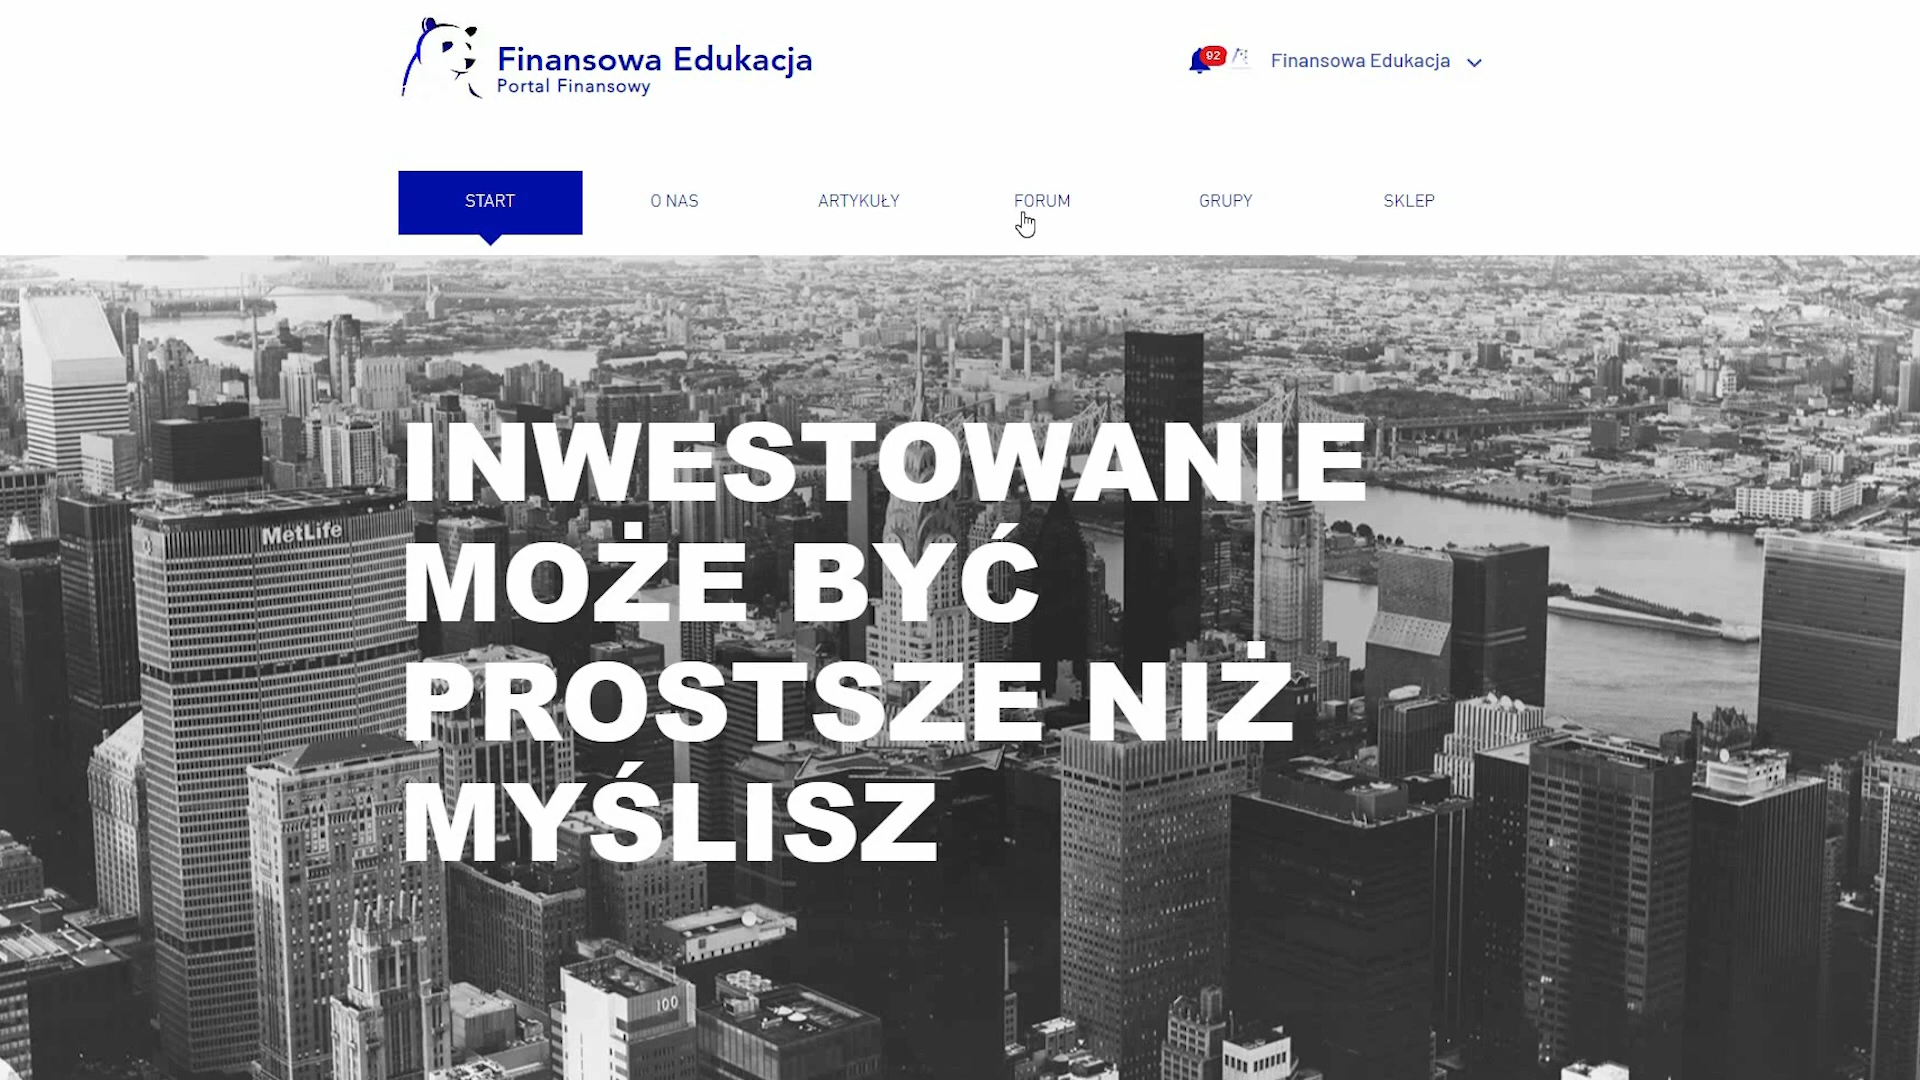 Finansowa Edukacja
Portal Finansowy
92
Finansowa Edukacja
START
O NAS
ARTYKUŁY
FORUM
GRUPY
SKLEP
INWESTOWANIE
MOŻE BYĆ
PROSTSZE NIŻ
MYŚLISZ
MetLife
100